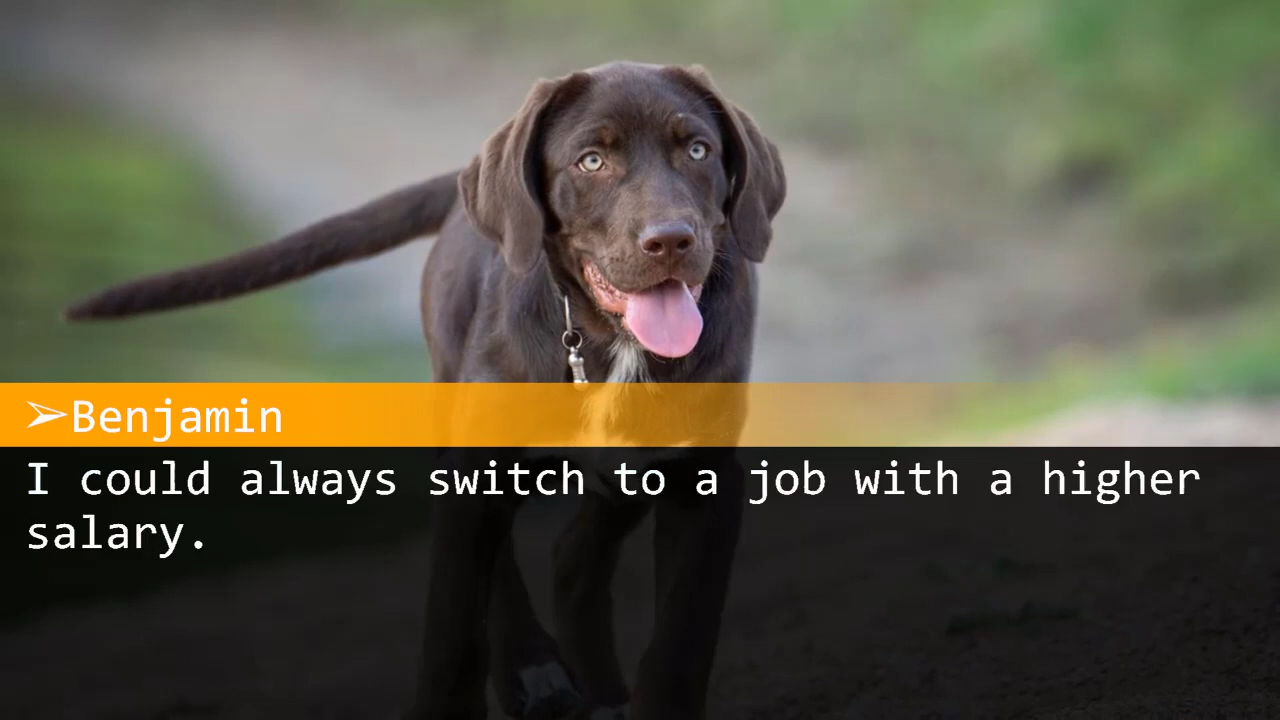 ➢Benjamin
I could always switch to a job with a higher
salary.